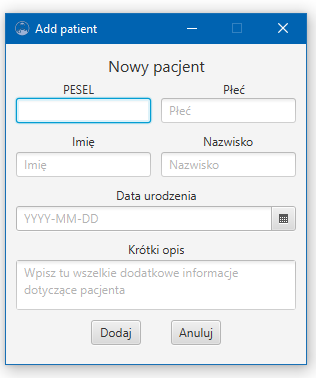 Add patient
Nowy pacjent
PESEL Płeć
Płeć
Imię Nazwisko
Imię Nazwisko
Data urodzenia
YYYY-MM-DD
Krótki opis
Wpisz tu wszelkie dodatkowe informacje
dotyczące pacjenta
Dodaj Anuluj